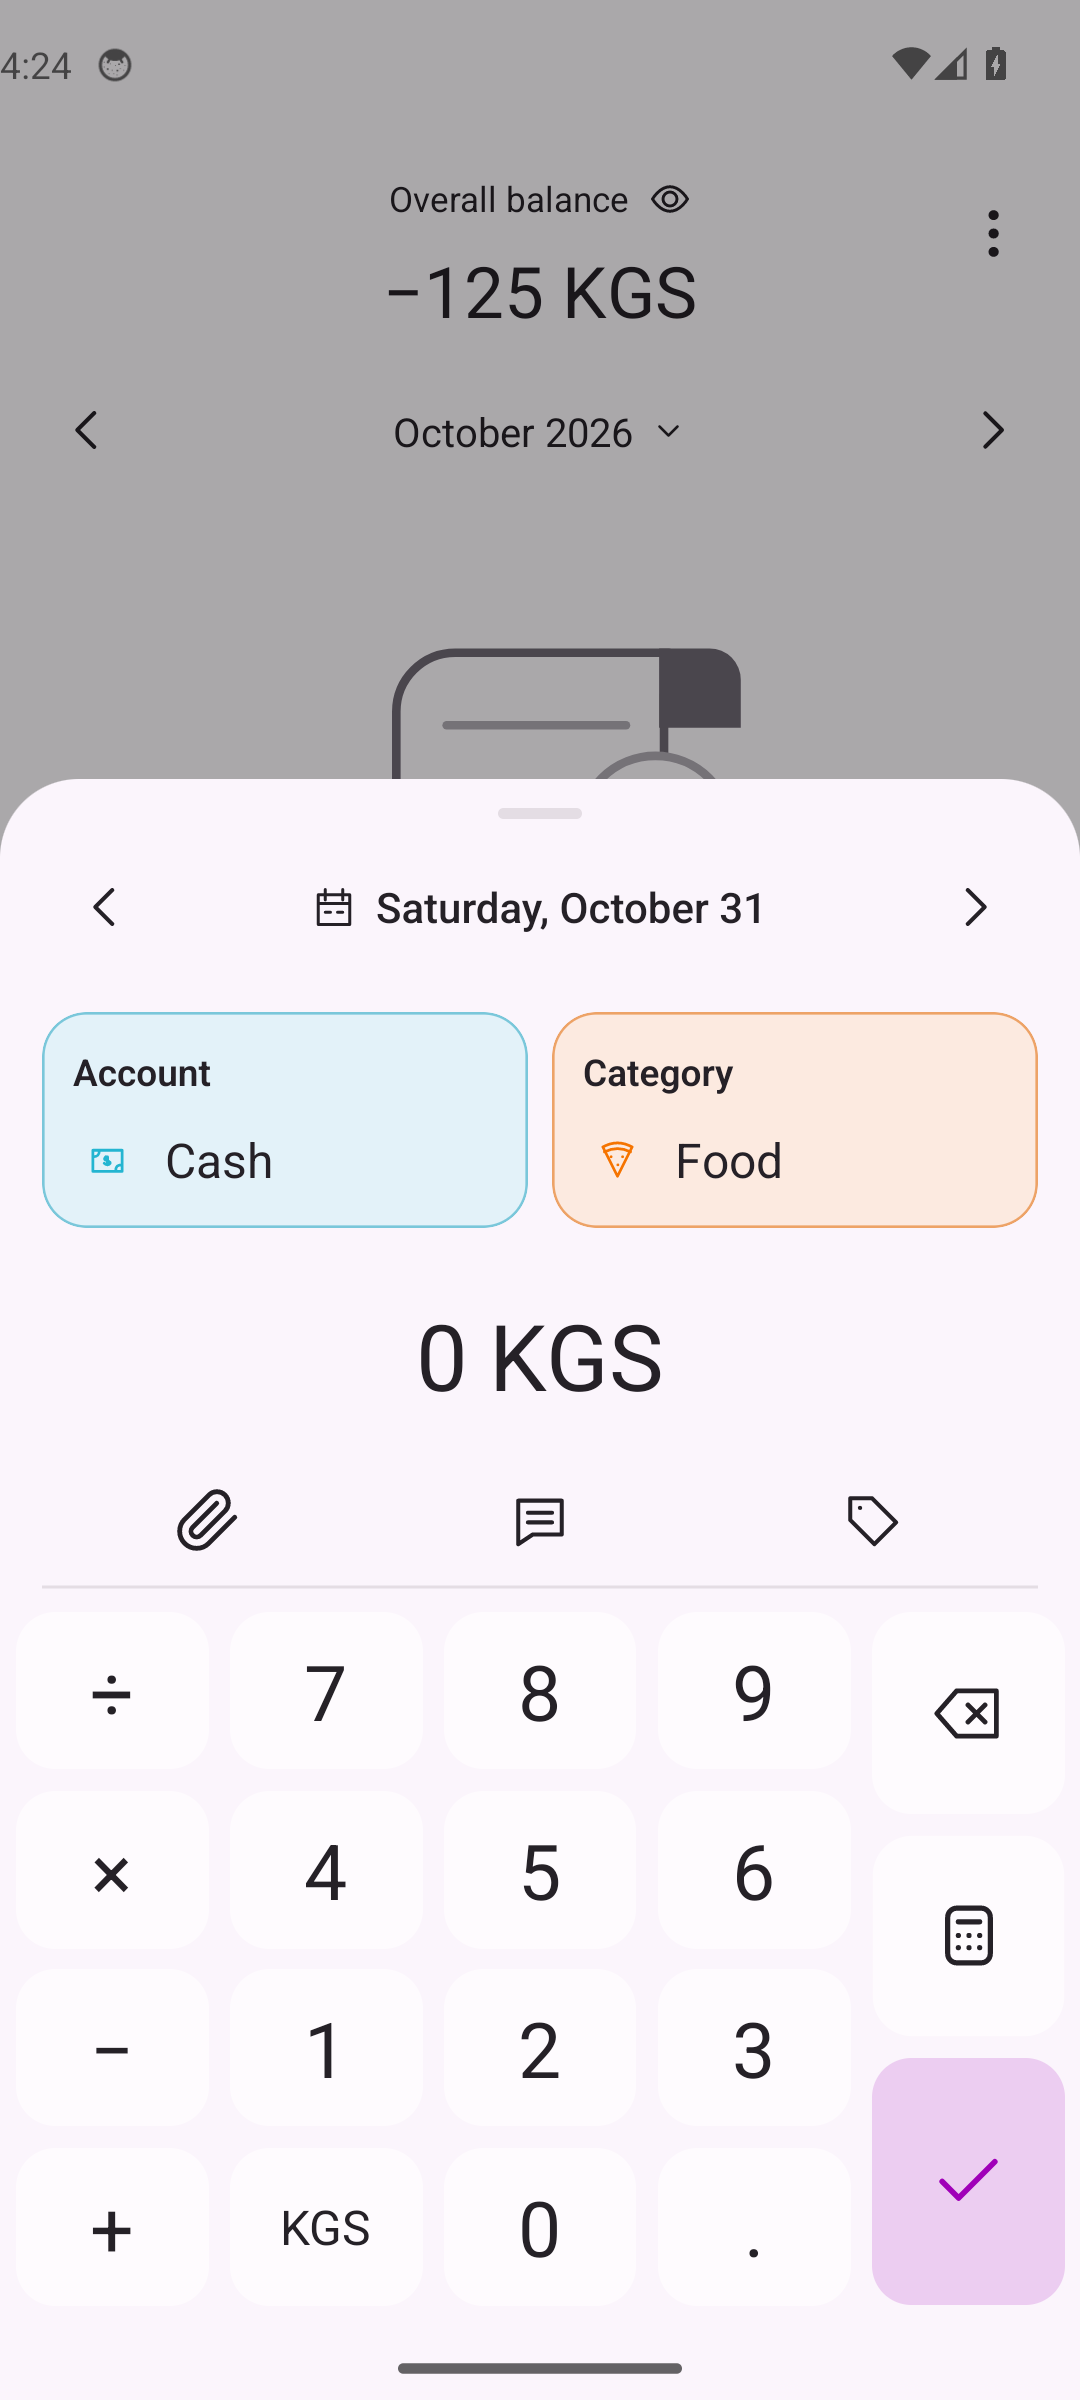 4:24
Overall balance
−125 KGS
October 2026
Saturday, October 31
Account
Cash
Category
Food
0 KGS
÷ 7 8 9
× 4 5 6
− 1 2 3
+ KGS 0 .